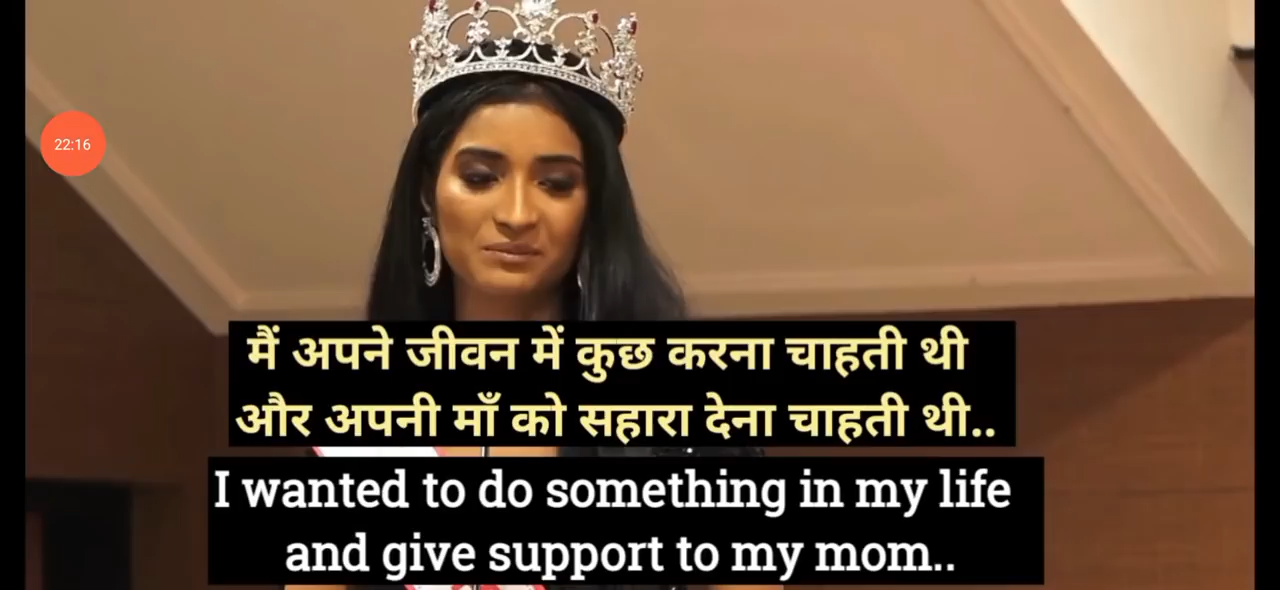 22:16
मैं अपने जीवन में कुछ करना चाहती थी
और अपनी माँ को सहारा देना चाहती थी..
I wanted to do something in my life
and give support to my mom..